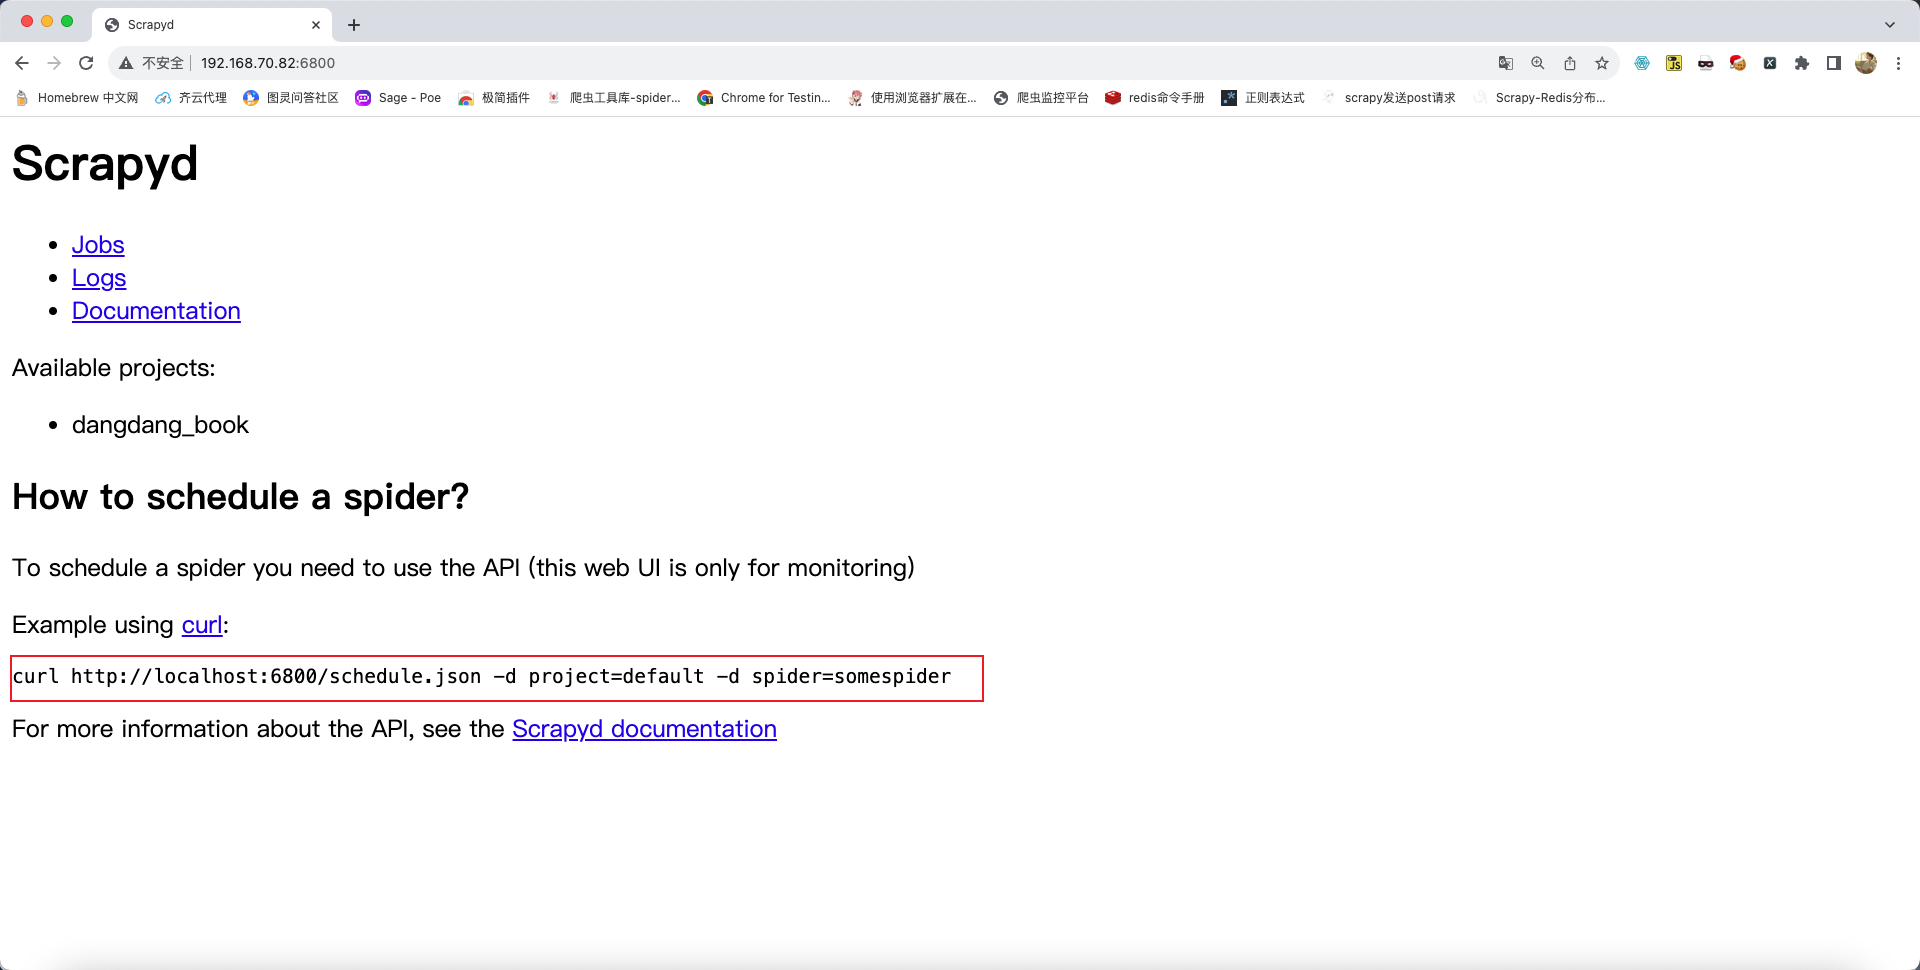 Scrapyd
不安全 192.168.70.82:6800
Homebrew 中文网 齐云代理 图灵问答社区 Sage - Poe 极简插件 爬虫工具库-spider... Chrome for Testin... 使用浏览器扩展在... 爬虫监控平台 redis命令手册 正则表达式 scrapy发送post请求 Scrapy-Redis分布...
Scrapyd
Jobs
Logs
Documentation
Available projects:
dangdang_book
How to schedule a spider?
To schedule a spider you need to use the API (this web UI is only for monitoring)
Example using curl:
curl http://localhost:6800/schedule.json -d project=default -d spider=somespider
For more information about the API, see the Scrapyd documentation